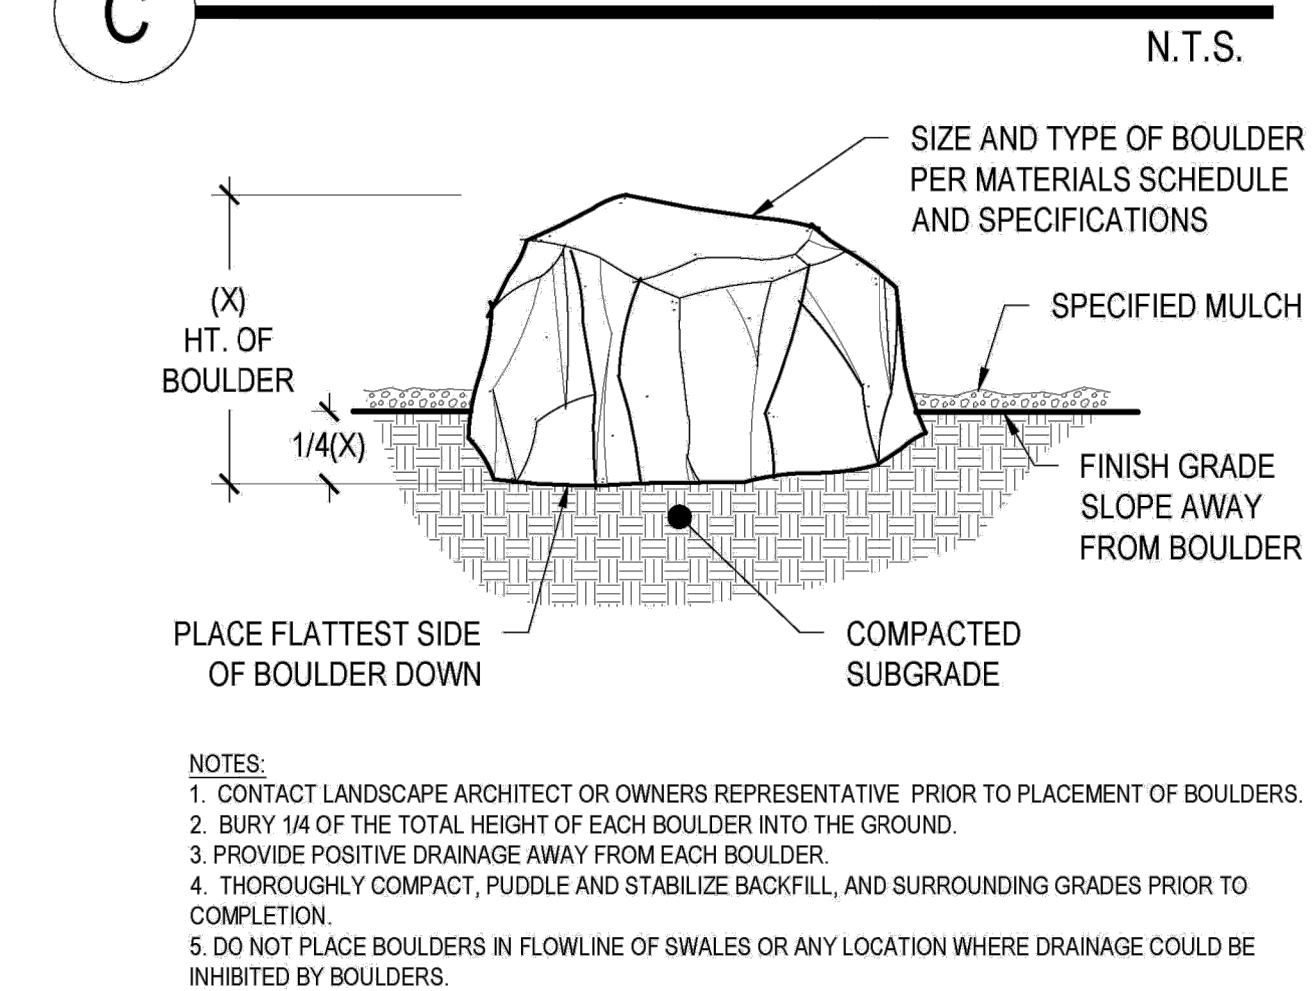 C
N.T.S.
SIZE AND TYPE OF BOULDER
PER MATERIALS SCHEDULE
AND SPECIFICATIONS
(X)
HT. OF
BOULDER
SPECIFIED MULCH
1/4(X)
FINISH GRADE
SLOPE AWAY
FROM BOULDER
PLACE FLATTEST SIDE
OF BOULDER DOWN
COMPACTED
SUBGRADE
NOTES:
1. CONTACT LANDSCAPE ARCHITECT OR OWNERS REPRESENTATIVE PRIOR TO PLACEMENT OF BOULDERS.
2. BURY 1/4 OF THE TOTAL HEIGHT OF EACH BOULDER INTO THE GROUND.
3. PROVIDE POSITIVE DRAINAGE AWAY FROM EACH BOULDER.
4. THOROUGHLY COMPACT, PUDDLE AND STABILIZE BACKFILL, AND SURROUNDING GRADES PRIOR TO
COMPLETION.
5. DO NOT PLACE BOULDERS IN FLOWLINE OF SWALES OR ANY LOCATION WHERE DRAINAGE COULD BE
INHIBITED BY BOULDERS.